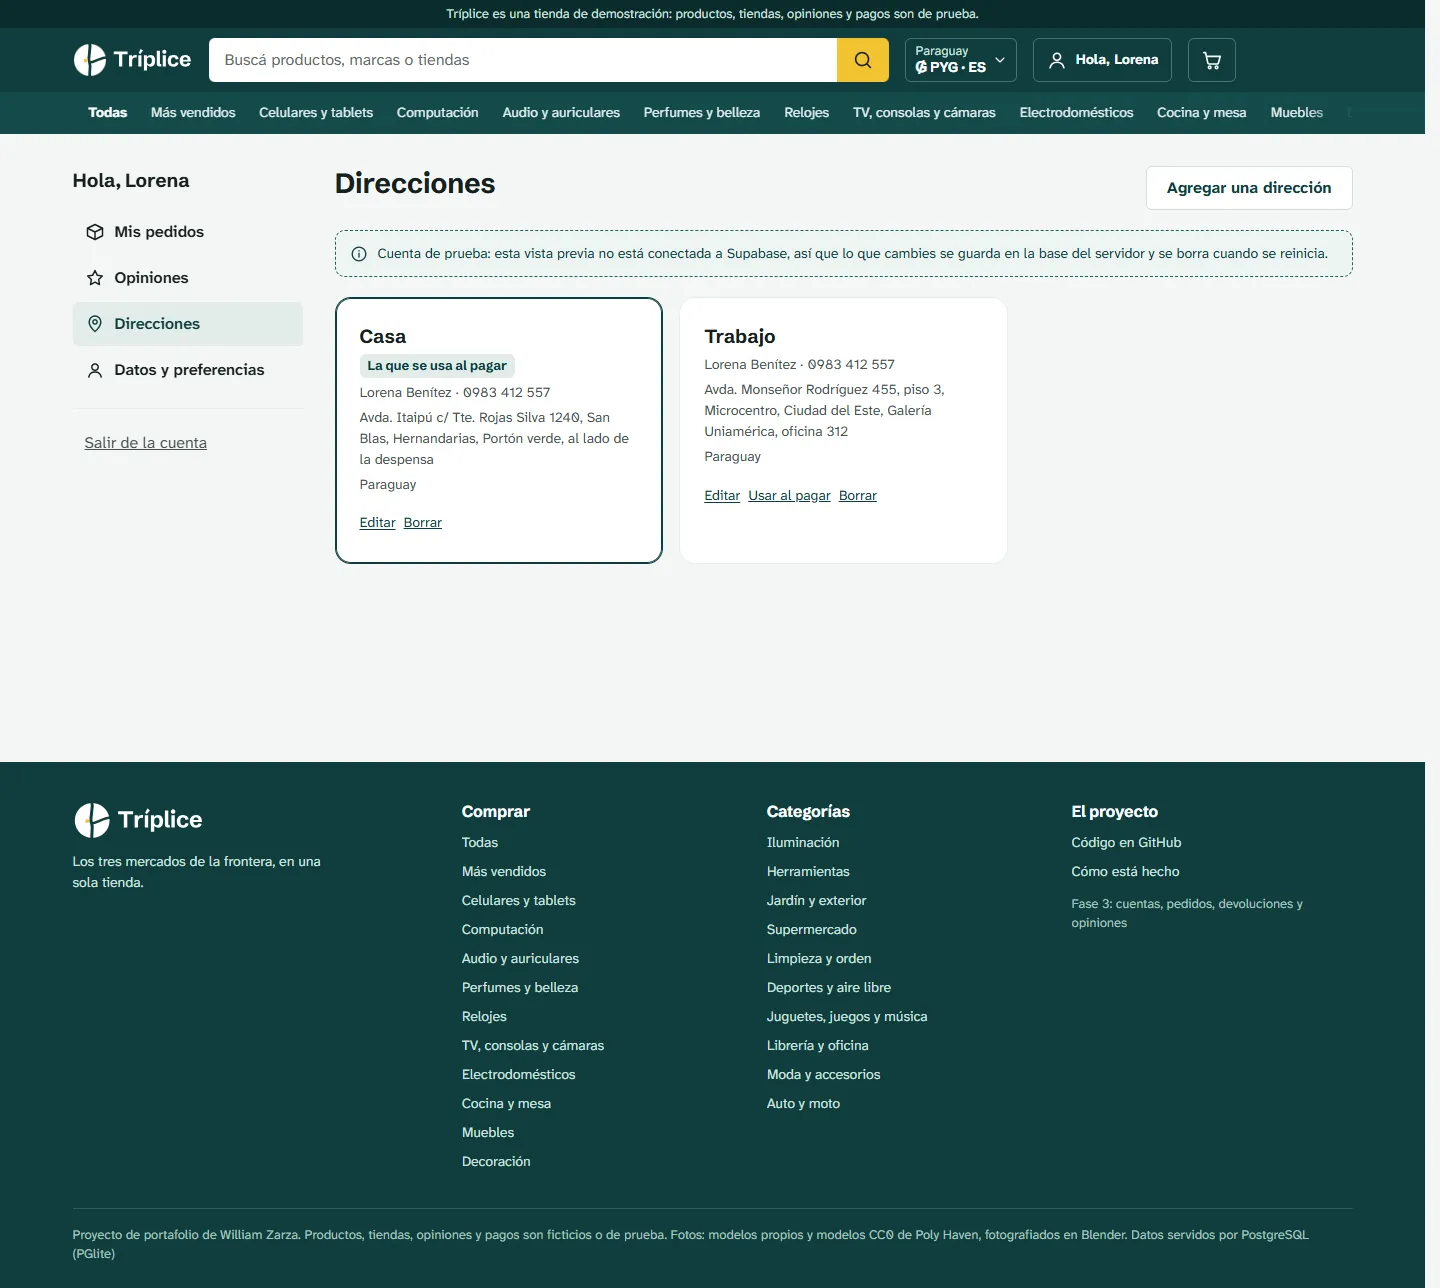 Tríplice es una tienda de demostración: productos, tiendas, opiniones y pagos son de prueba.
Tríplice
Buscá productos, marcas o tiendas
Paraguay
₲ PYG · ES
Hola, Lorena
Todas
Más vendidos
Celulares y tablets
Computación
Audio y auriculares
Perfumes y belleza
Relojes
TV, consolas y cámaras
Electrodomésticos
Cocina y mesa
Muebles
Hola, Lorena
Mis pedidos
Opiniones
Direcciones
Datos y preferencias
Salir de la cuenta
Direcciones
Agregar una dirección
Cuenta de prueba: esta vista previa no está conectada a Supabase, así que lo que cambies se guarda en la base del servidor y se borra cuando se reinicia.
Casa
La que se usa al pagar
Lorena Benítez · 0983 412 557
Avda. Itaipú c/ Tte. Rojas Silva 1240, San
Blas, Hernandarias, Portón verde, al lado de
la despensa
Paraguay
Editar Borrar
Trabajo
Lorena Benítez · 0983 412 557
Avda. Monseñor Rodríguez 455, piso 3,
Microcentro, Ciudad del Este, Galería
Uniamérica, oficina 312
Paraguay
Editar Usar al pagar Borrar
Tríplice
Los tres mercados de la frontera, en una
sola tienda.
Comprar
Todas
Más vendidos
Celulares y tablets
Computación
Audio y auriculares
Perfumes y belleza
Relojes
TV, consolas y cámaras
Electrodomésticos
Cocina y mesa
Muebles
Decoración
Categorías
Iluminación
Herramientas
Jardín y exterior
Supermercado
Limpieza y orden
Deportes y aire libre
Juguetes, juegos y música
Librería y oficina
Moda y accesorios
Auto y moto
El proyecto
Código en GitHub
Cómo está hecho
Fase 3: cuentas, pedidos, devoluciones y
opiniones
Proyecto de portafolio de William Zarza. Productos, tiendas, opiniones y pagos son ficticios o de prueba. Fotos: modelos propios y modelos CC0 de Poly Haven, fotografiados en Blender. Datos servidos por PostgreSQL
(PGlite)